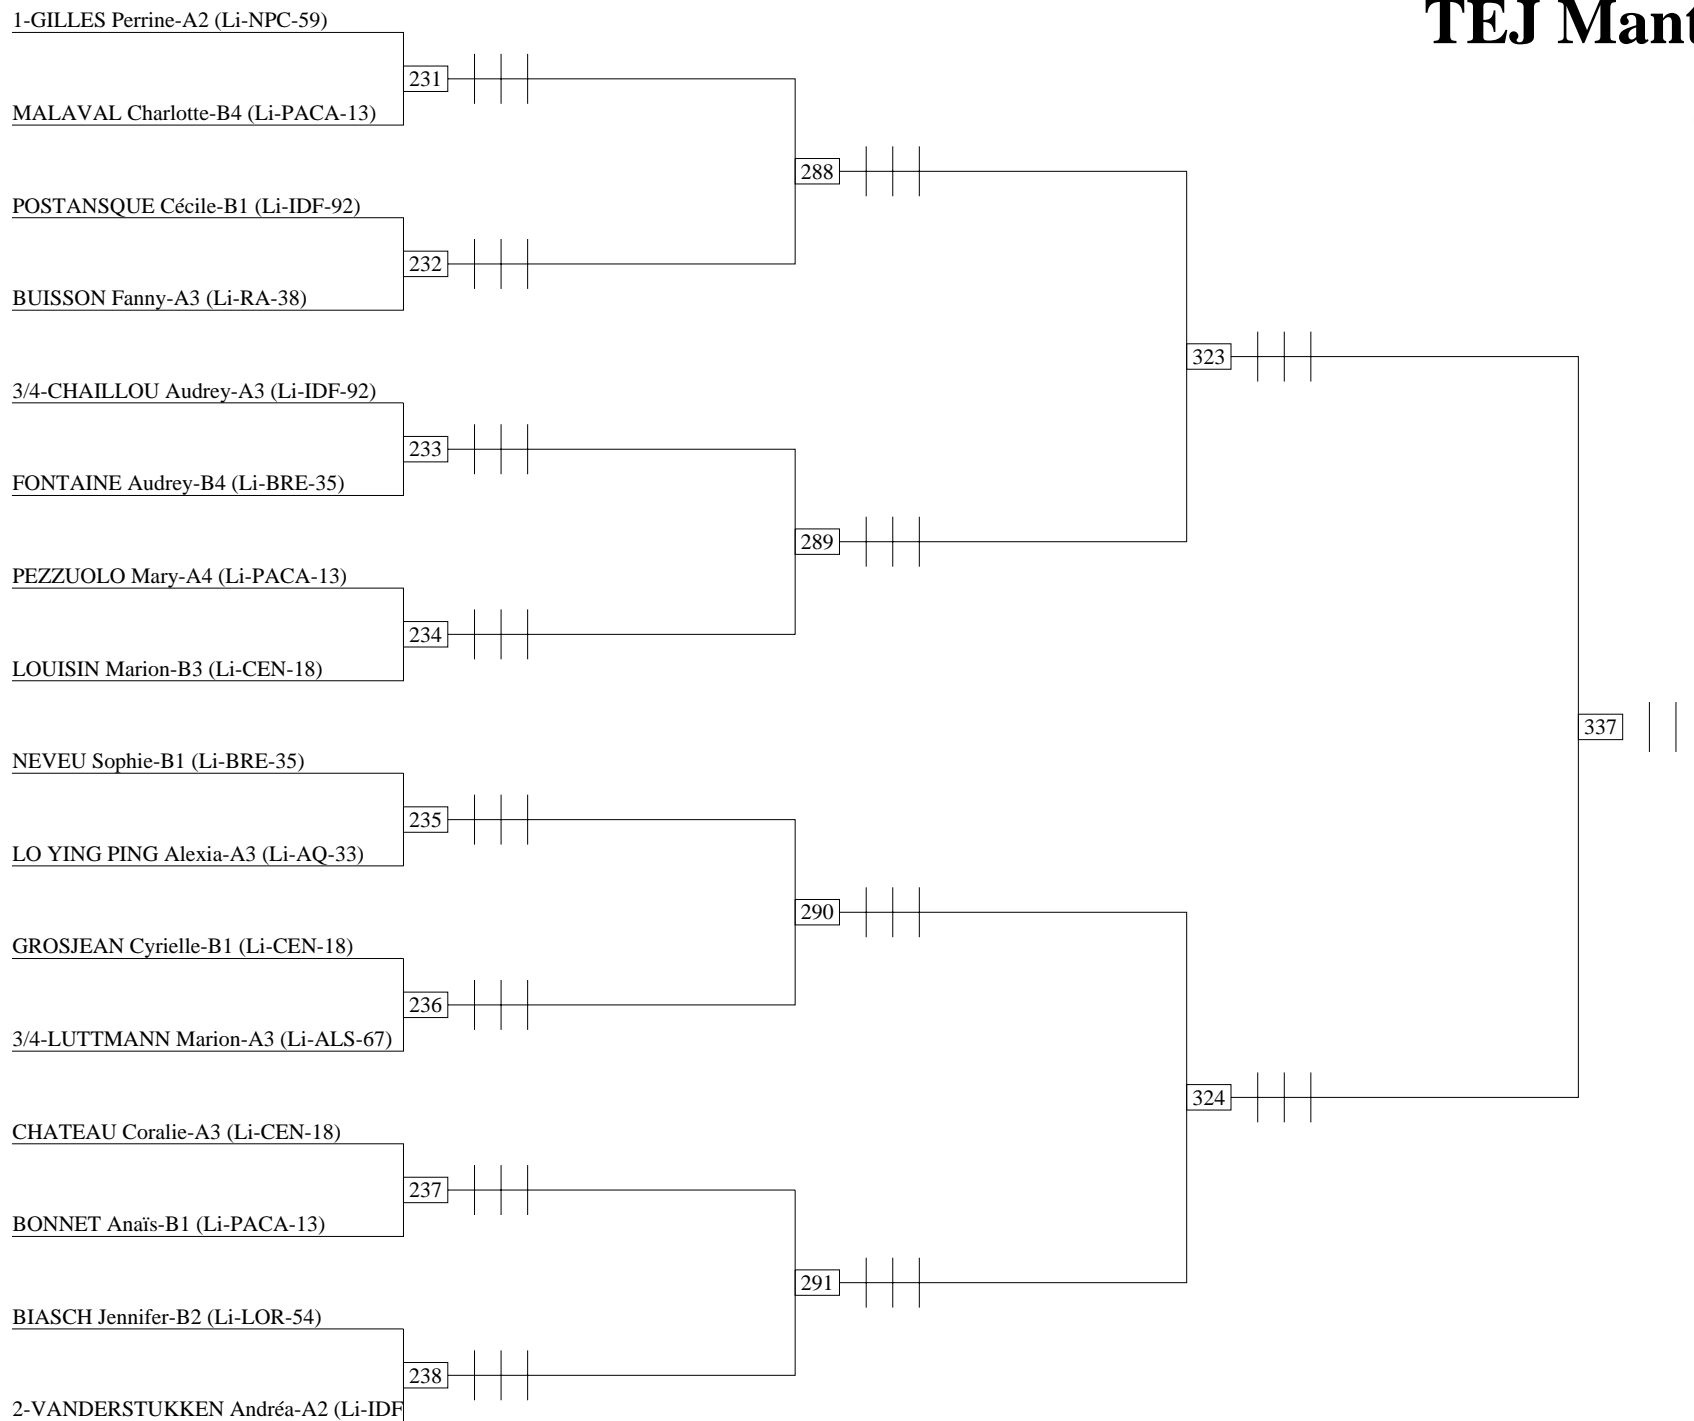 TEJ Mant
1-GILLES Perrine-A2 (Li-NPC-59)
231
MALAVAL Charlotte-B4 (Li-PACA-13)
288
POSTANSQUE Cécile-B1 (Li-IDF-92)
232
BUISSON Fanny-A3 (Li-RA-38)
323
3/4-CHAILLOU Audrey-A3 (Li-IDF-92)
233
FONTAINE Audrey-B4 (Li-BRE-35)
289
PEZZUOLO Mary-A4 (Li-PACA-13)
234
LOUISIN Marion-B3 (Li-CEN-18)
337
NEVEU Sophie-B1 (Li-BRE-35)
235
LO YING PING Alexia-A3 (Li-AQ-33)
290
GROSJEAN Cyrielle-B1 (Li-CEN-18)
236
3/4-LUTTMANN Marion-A3 (Li-ALS-67)
324
CHATEAU Coralie-A3 (Li-CEN-18)
237
BONNET Anaïs-B1 (Li-PACA-13)
291
BIASCH Jennifer-B2 (Li-LOR-54)
238
2-VANDERSTUKKEN Andréa-A2 (Li-IDF